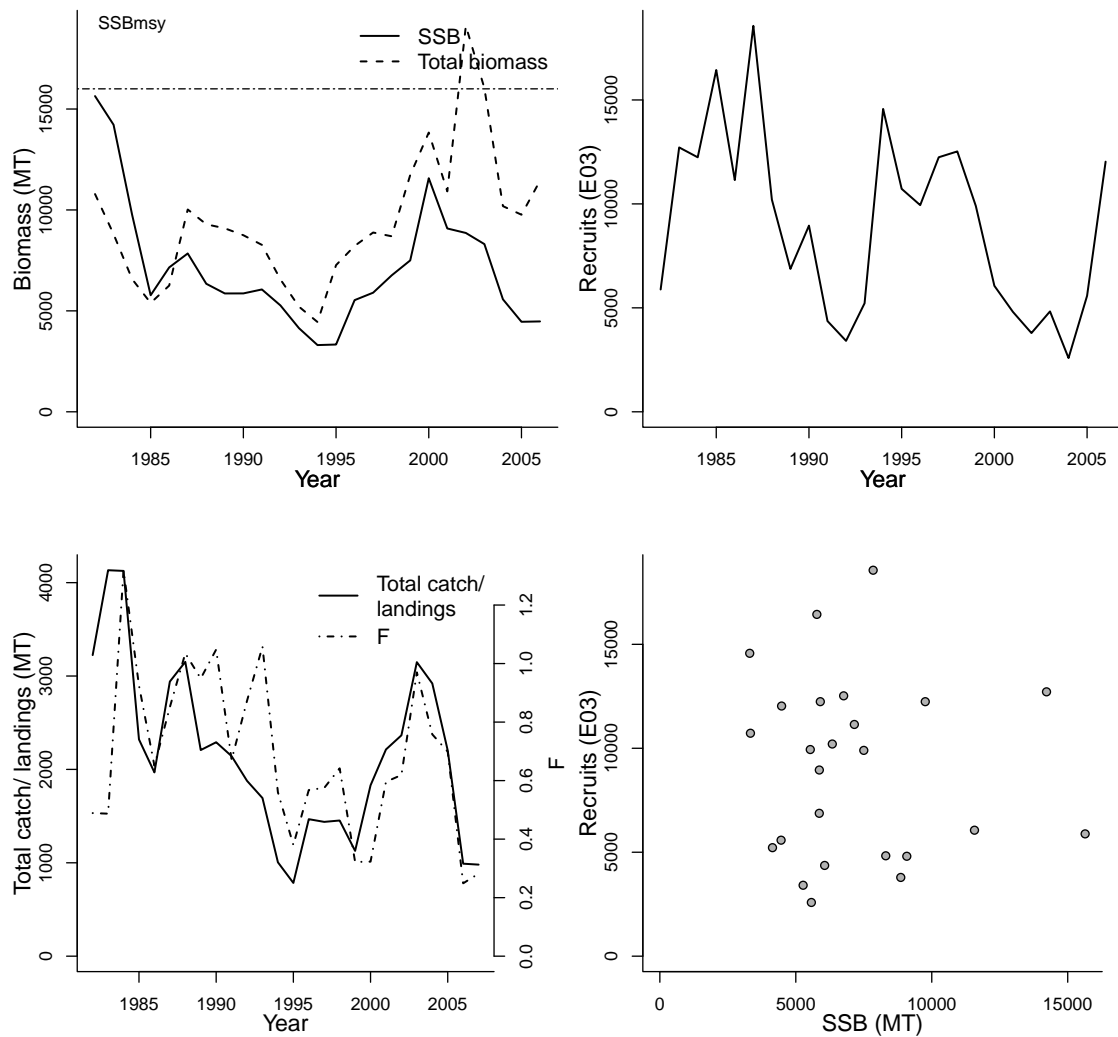 SSBmsy
SSB
Total biomass
Biomass (MT)
0
5000
10000
15000
1985
1990
1995
2000
2005
Year
Recruits (E03)
0
5000
10000
15000
1985
1990
1995
2000
2005
Year
Total catch/
landings
F
Total catch/ landings (MT)
0
1000
2000
3000
4000
F
0.0
0.2
0.4
0.6
0.8
1.0
1.2
1985
1990
1995
2000
2005
Year
Recruits (E03)
0
5000
10000
15000
0
5000
10000
15000
SSB (MT)